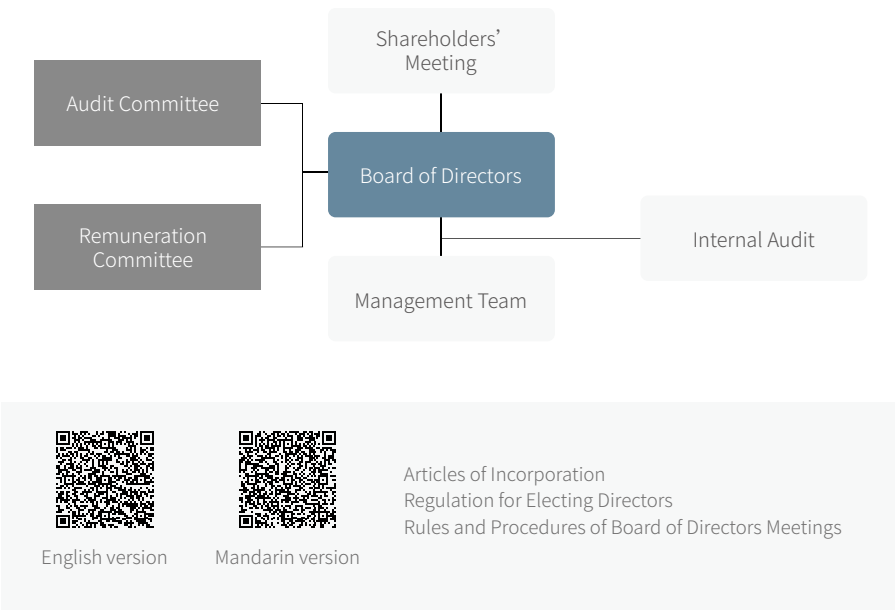 Shareholders’
Meeting
Audit Committee
Board of Directors
Remuneration
Committee
Internal Audit
Management Team
Articles of Incorporation
Regulation for Electing Directors
Rules and Procedures of Board of Directors Meetings
English version
Mandarin version